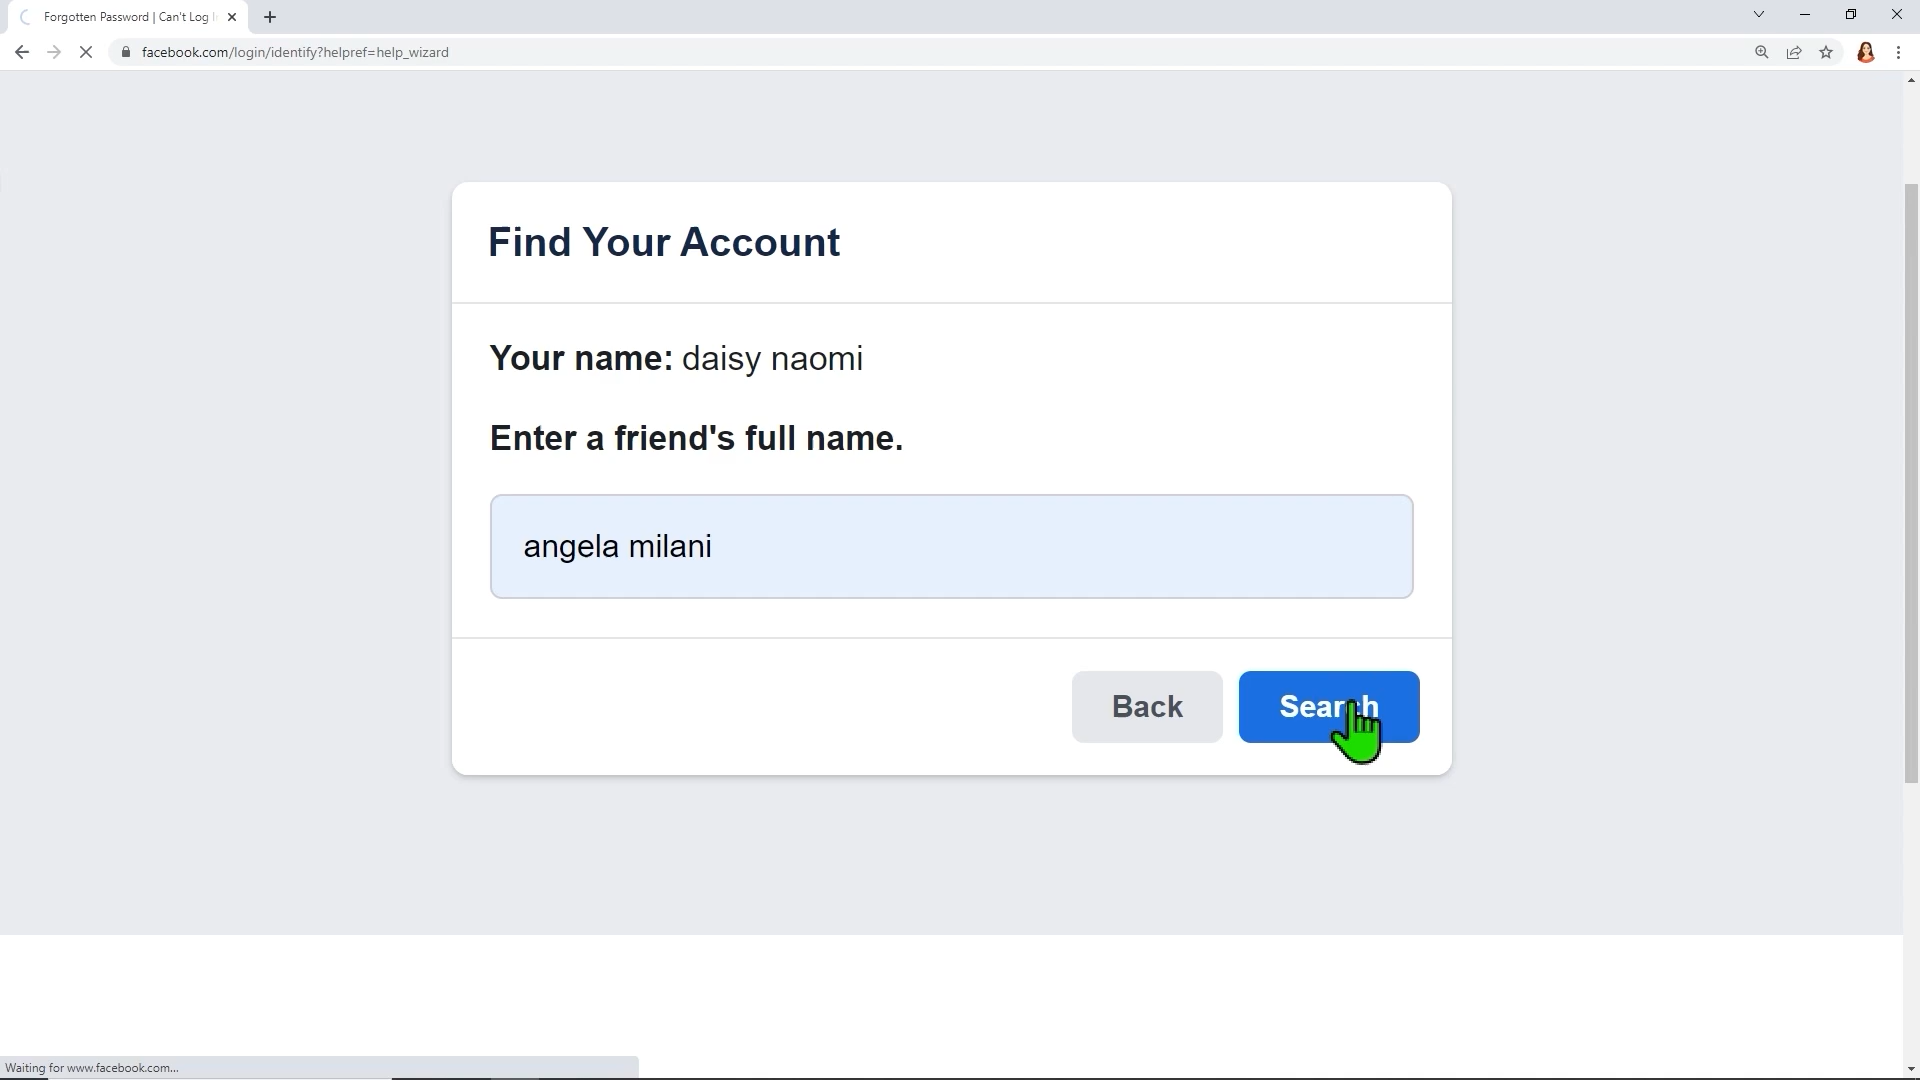 Forgotten Password | Can't Log I
facebook.com/login/identify?helpref=help_wizard
Find Your Account
Your name: daisy naomi
Enter a friend's full name.
angela milani
Back Search
Waiting for www.facebook.com...